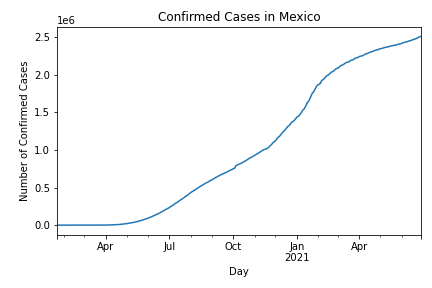 Confirmed Cases in Mexico
1e6
2.5
2.0
1.5
1.0
0.5
0.0
Number of Confirmed Cases
Apr Jul Oct Jan Apr
2021
Day